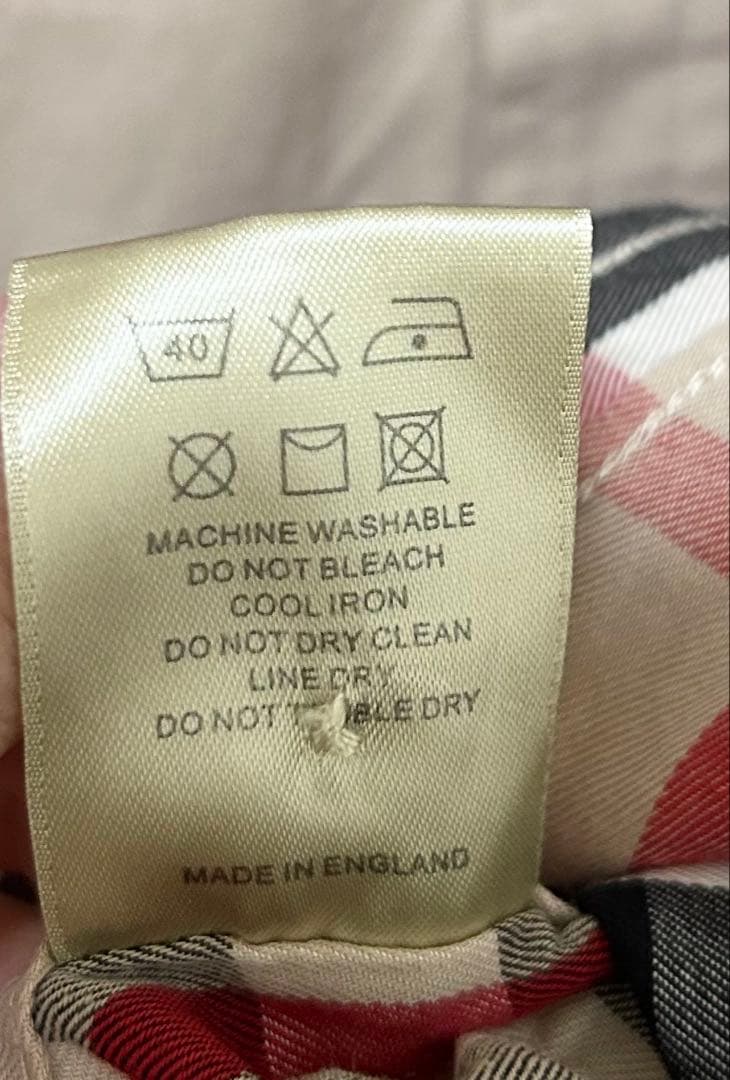 40
MACHINE WASHABLE
DO NOT BLEACH
COOL IRON
DO NOT DRY CLEAN
LINE DRY
DO NOT DRY
MADE IN ENGLAND